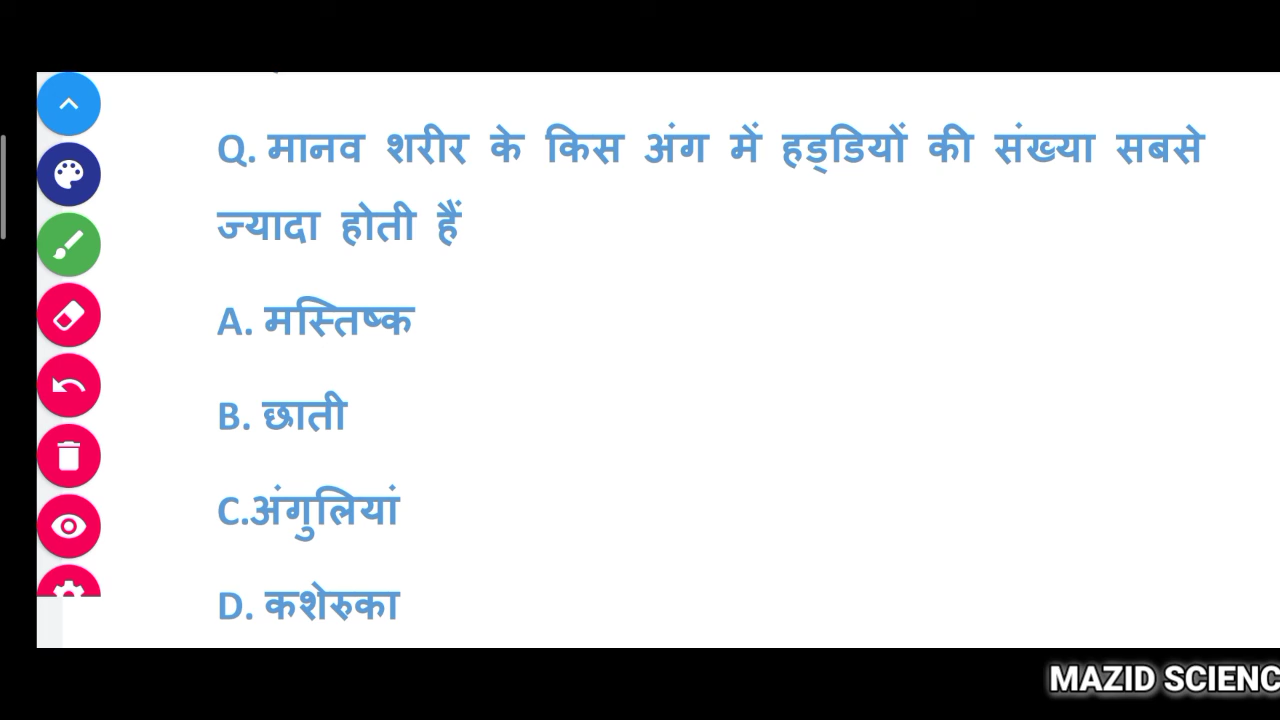 Q. मानव शरीर के किस अंग में हड्डियों की संख्या सबसे
ज्यादा होती हैं
A. मस्तिष्क
B. छाती
C.अंगुलियां
D. कशेरुका
MAZID SCIENC